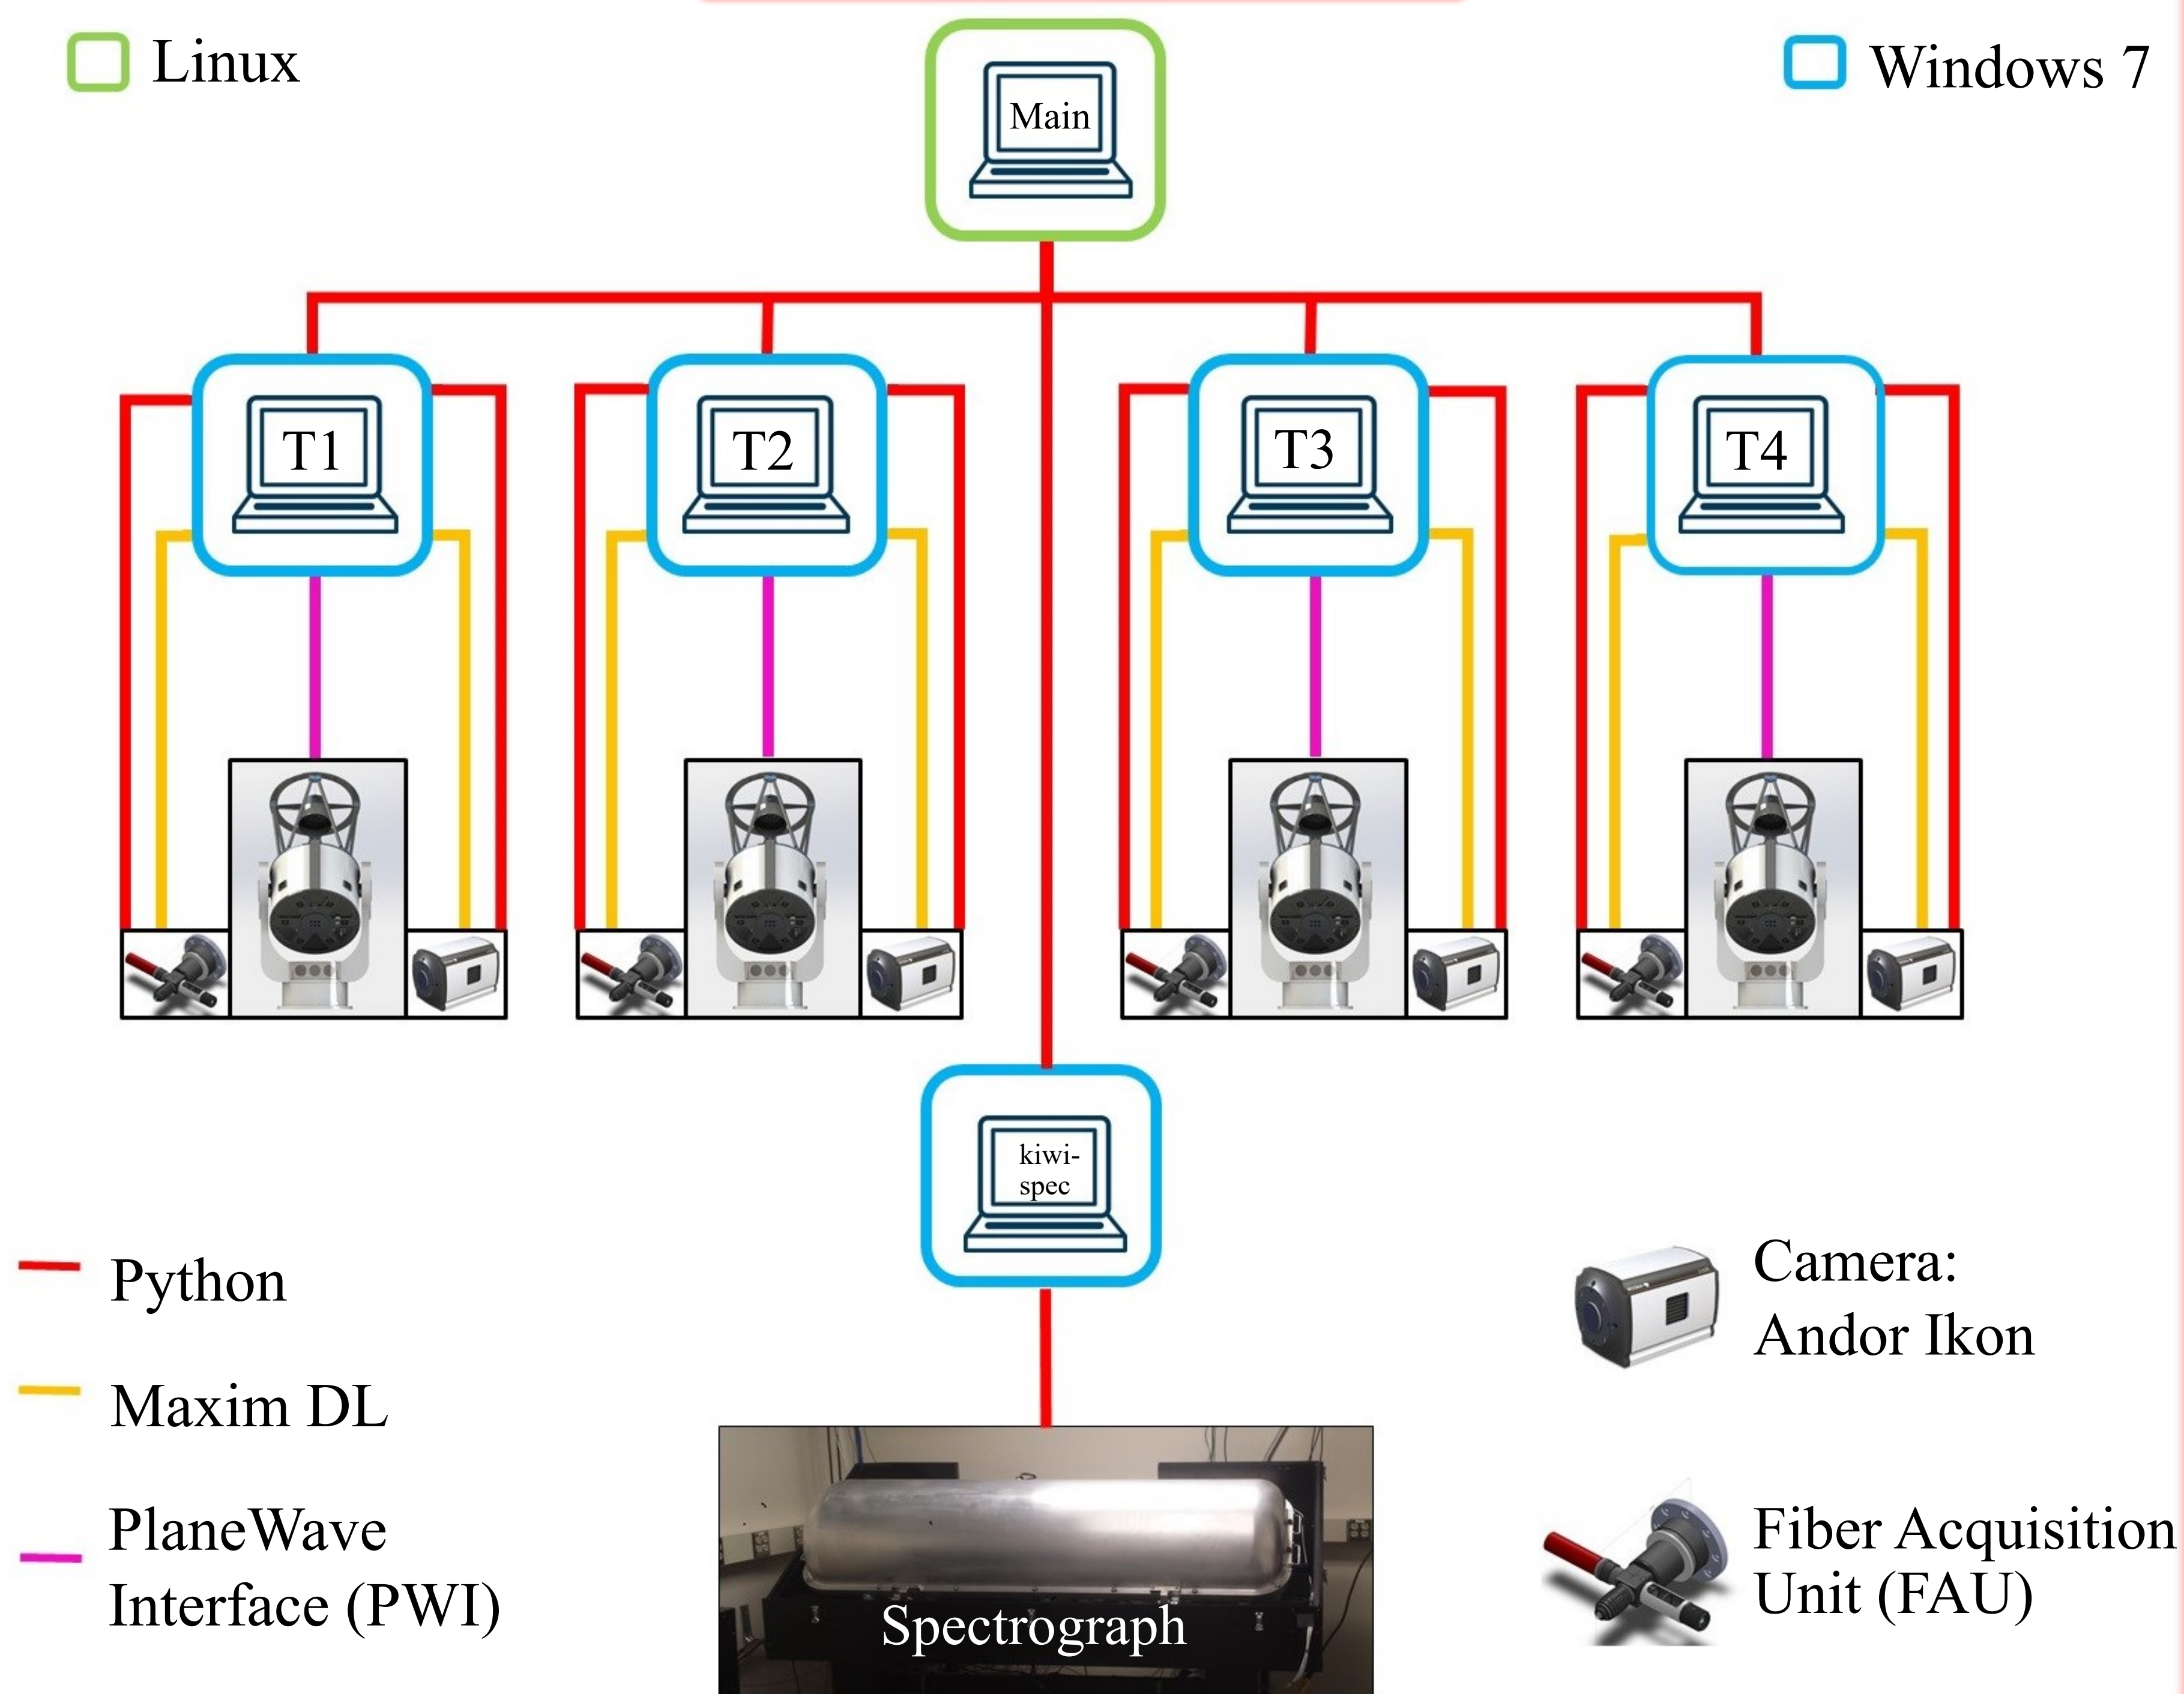 Linux
Windows 7
Main
T1
T2
T3
T4
kiwi-
spec
Python
Maxim DL
PlaneWave
Interface (PWI)
Camera:
Andor Ikon
Fiber Acquisition
Unit (FAU)
Spectrograph